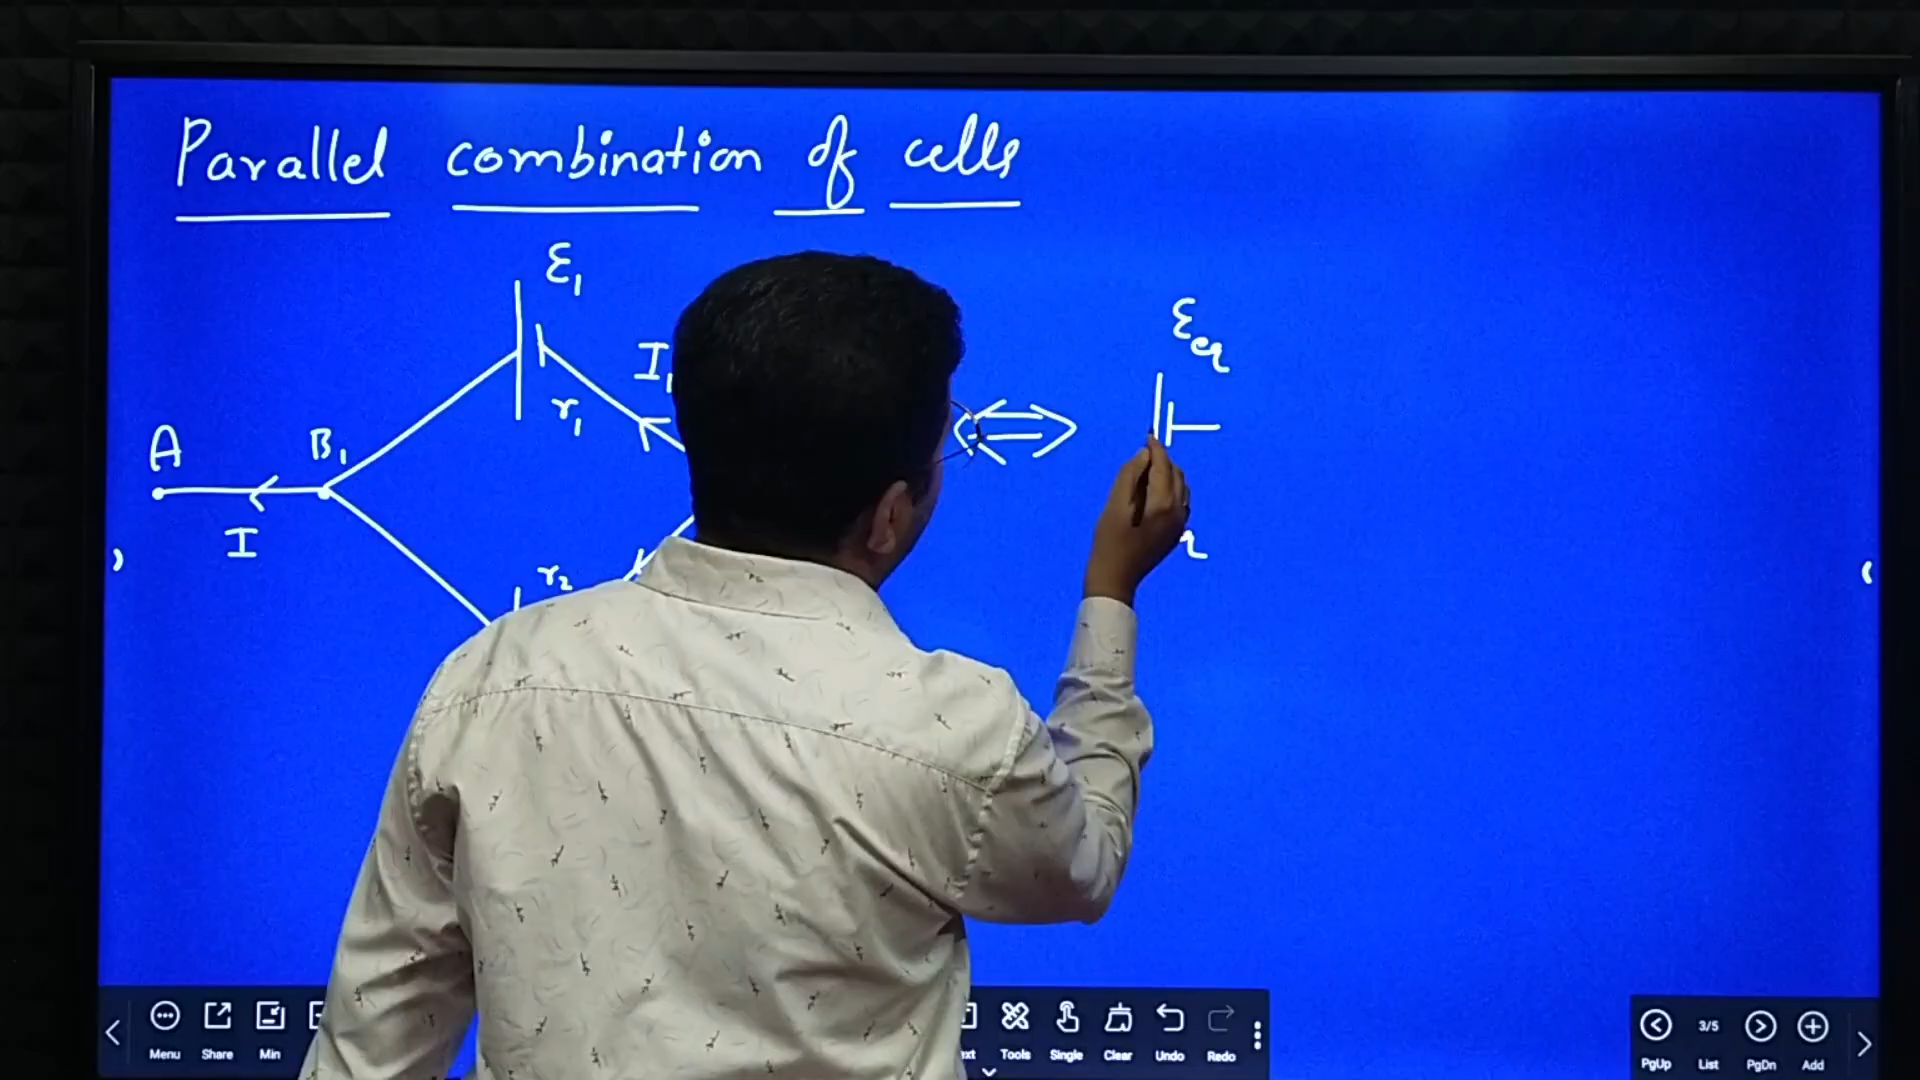 Parallel combination of cells
ε₁
I₁
r₁
A
B₁
I
r₂
εeq
Menu
Share
Min
Tools
Single
Clear
Undo
Redo
PgUp
3/5
List
PgDn
Add